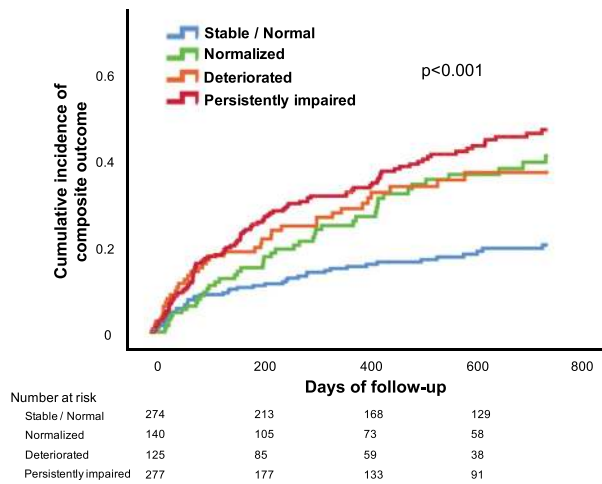 Stable / Normal
Normalized
Deteriorated
Persistently impaired
p<0.001
Cumulative incidence of
composite outcome
0.6
0.4
0.2
0
0 200 400 600 800
Days of follow-up
Number at risk
Stable / Normal 274 213 168 129
Normalized 140 105 73 58
Deteriorated 125 85 59 38
Persistently impaired 277 177 133 91